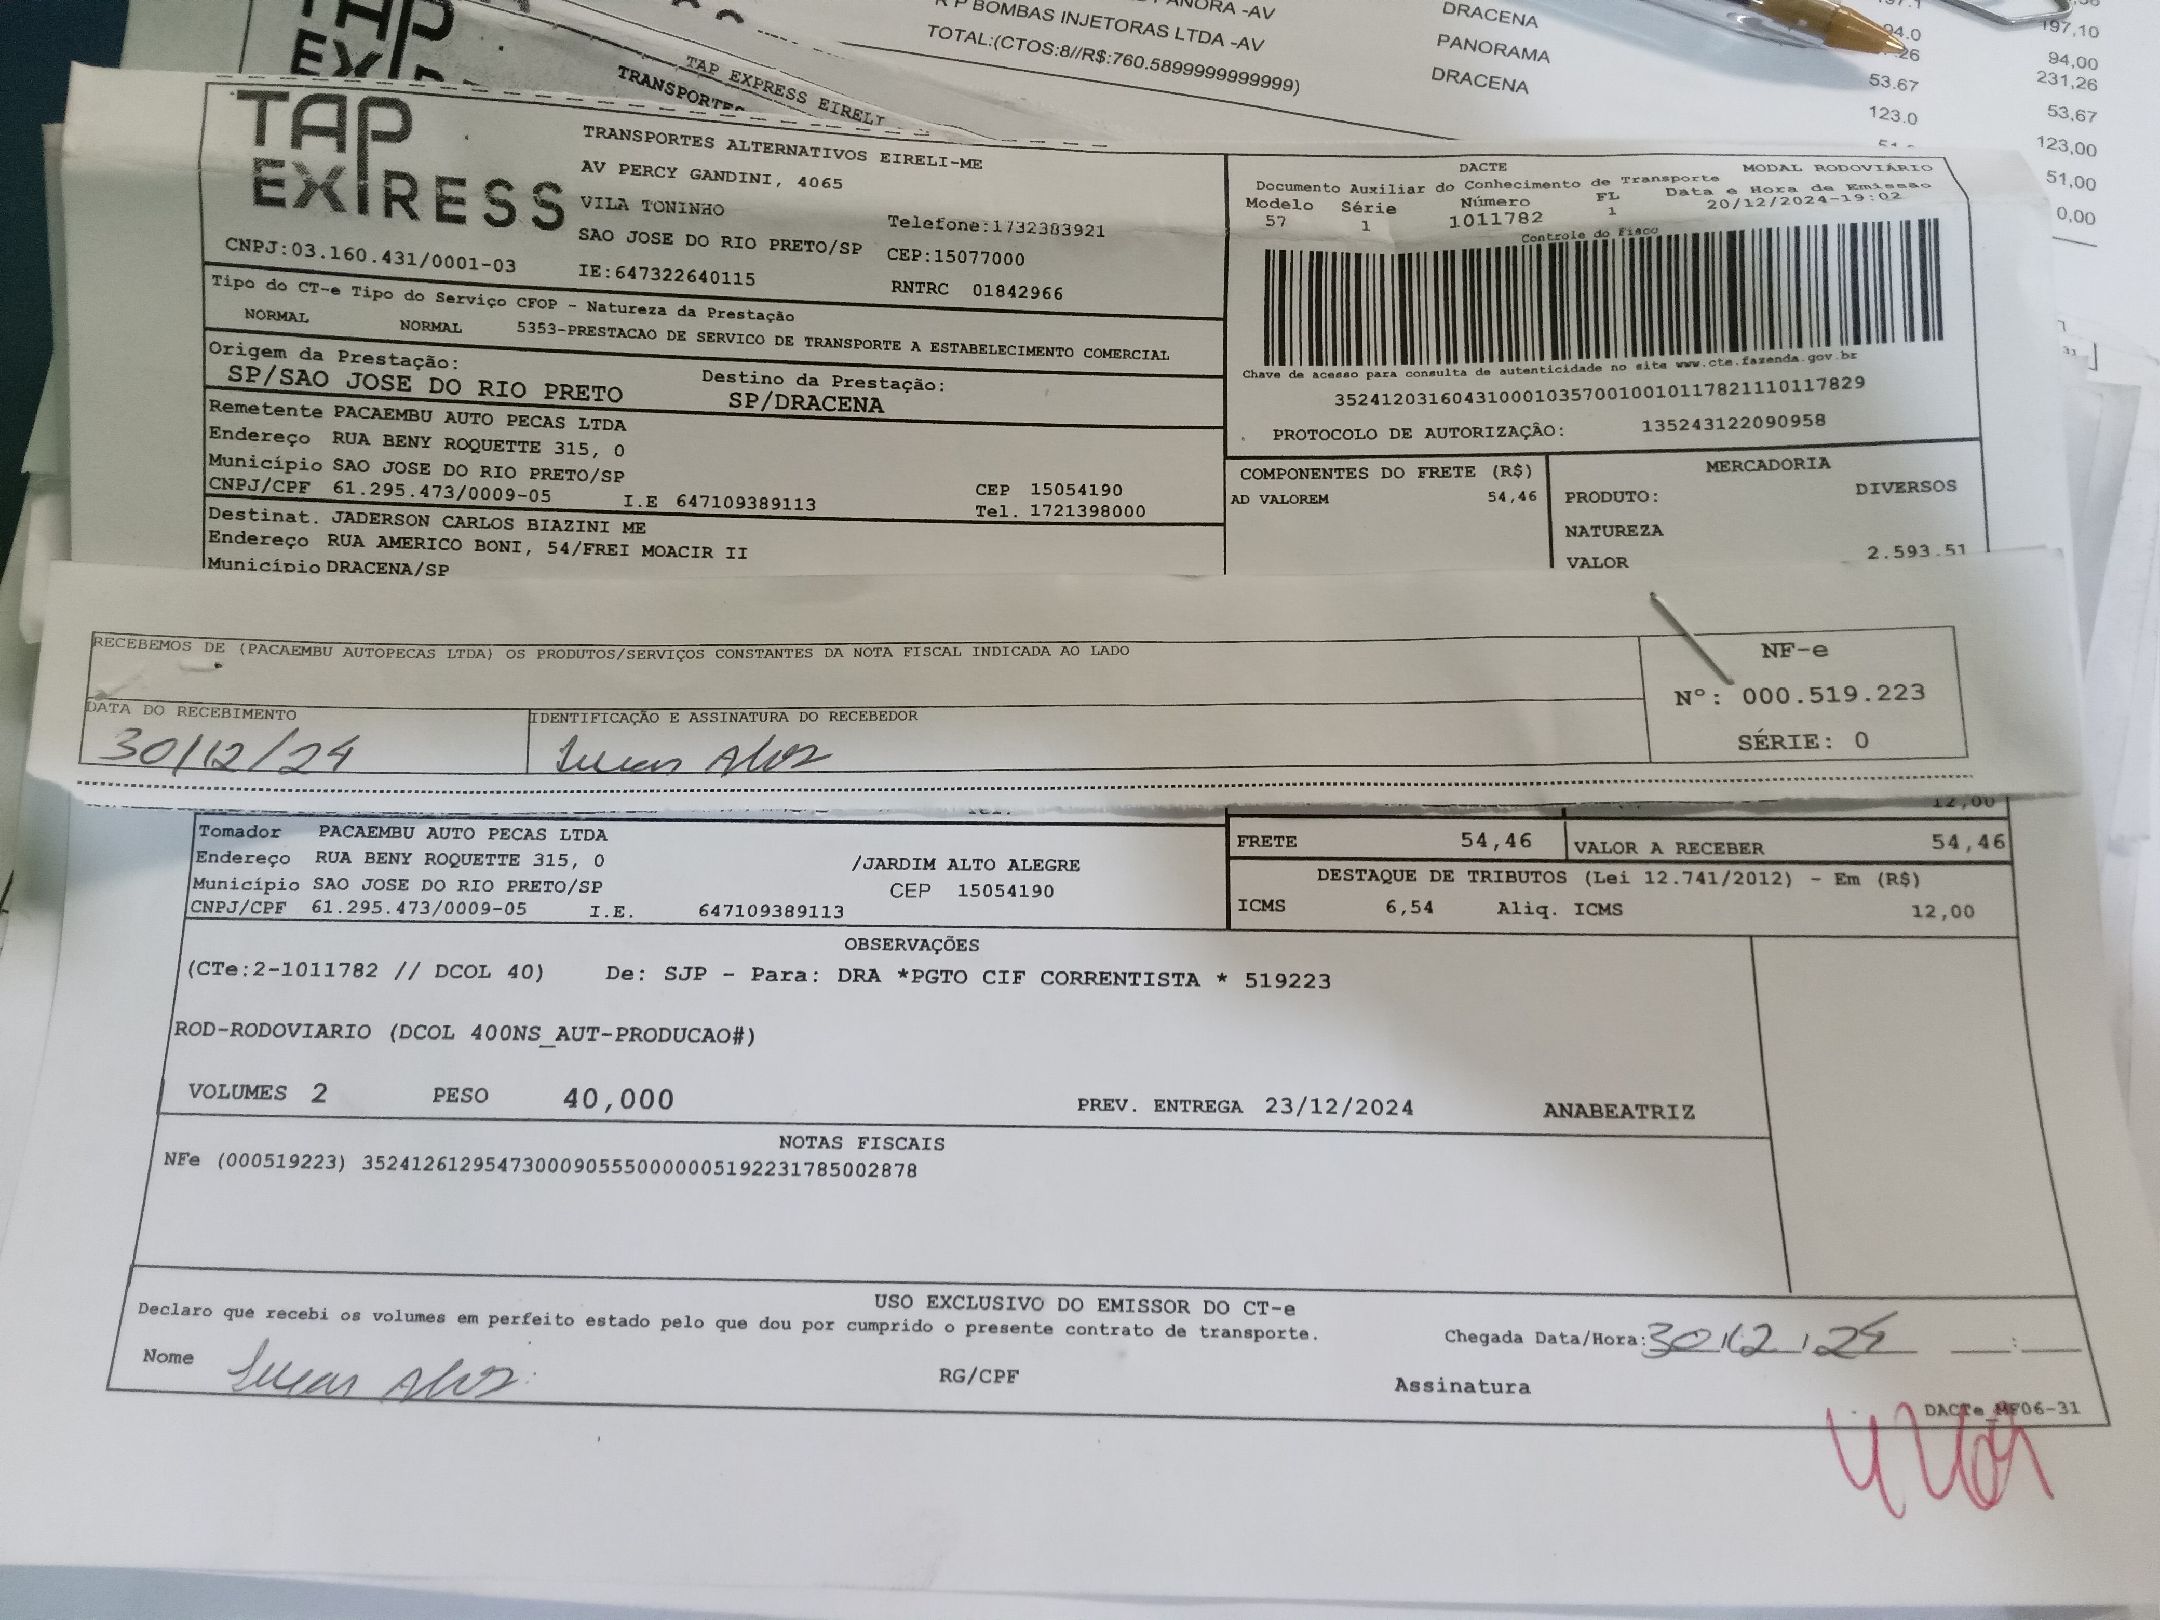 P BOMBAS INJETORAS LTDA -AV
TOTAL:(CTOS:8//R$:760.5899999999999)
DRACENA
PANORAMA
DRACENA
53.67
123.0
197,10
94,00
231,26
53,67
123,00
51,00
0,00
TAP EXPRESS EIRELI
TRANSPORTES
TAP
EXPRESS
TRANSPORTES ALTERNATIVOS EIRELI-ME
AV PERCY GANDINI, 4065
VILA TONINHO
Telefone:1732383921
SAO JOSE DO RIO PRETO/SP CEP:15077000
CNPJ:03.160.431/0001-03 IE:647322640115
RNTRC 01842966
DACTE MODAL RODOVIÁRIO
Documento Auxiliar do Conhecimento de Transporte
Modelo Série Número FL Data e Hora de Emissão
57 1 1011782 1 20/12/2024-19:02
Controle do Fisco
Chave de acesso para consulta de autenticidade no site www.cte.fazenda.gov.br
35241203160431000103570010010117821110117829
PROTOCOLO DE AUTORIZAÇÃO: 135243122090958
Tipo do CT-e Tipo do Serviço CFOP - Natureza da Prestação
NORMAL NORMAL 5353-PRESTACAO DE SERVICO DE TRANSPORTE A ESTABELECIMENTO COMERCIAL
Origem da Prestação: Destino da Prestação:
SP/SAO JOSE DO RIO PRETO SP/DRACENA
Remetente PACAEMBU AUTO PECAS LTDA
Endereço RUA BENY ROQUETTE 315, 0
Município SAO JOSE DO RIO PRETO/SP CEP 15054190
CNPJ/CPF 61.295.473/0009-05 I.E 647109389113 Tel. 1721398000
Destinat. JADERSON CARLOS BIAZINI ME
Endereço RUA AMERICO BONI, 54/FREI MOACIR II
Município DRACENA/SP
COMPONENTES DO FRETE (R$)
AD VALOREM 54,46
MERCADORIA
PRODUTO: DIVERSOS
NATUREZA
VALOR 2.593.51
RECEBEMOS DE (PACAEMBU AUTOPECAS LTDA) OS PRODUTOS/SERVIÇOS CONSTANTES DA NOTA FISCAL INDICADA AO LADO
DATA DO RECEBIMENTO IDENTIFICAÇÃO E ASSINATURA DO RECEBEDOR
30/12/24 Lucas Alves
NF-e
Nº: 000.519.223
SÉRIE: 0
12,00
Tomador PACAEMBU AUTO PECAS LTDA
Endereço RUA BENY ROQUETTE 315, 0 /JARDIM ALTO ALEGRE
Município SAO JOSE DO RIO PRETO/SP CEP 15054190
CNPJ/CPF 61.295.473/0009-05 I.E. 647109389113
FRETE 54,46 VALOR A RECEBER 54,46
DESTAQUE DE TRIBUTOS (Lei 12.741/2012) - Em (R$)
ICMS 6,54 Aliq. ICMS 12,00
OBSERVAÇÕES
(CTe:2-1011782 // DCOL 40) De: SJP - Para: DRA *PGTO CIF CORRENTISTA * 519223
ROD-RODOVIARIO (DCOL 400NS_AUT-PRODUCAO#)
VOLUMES 2 PESO 40,000 PREV. ENTREGA 23/12/2024 ANABEATRIZ
NOTAS FISCAIS
NFe (000519223) 35241261295473000905550000005192231785002878
USO EXCLUSIVO DO EMISSOR DO CT-e
Declaro que recebi os volumes em perfeito estado pelo que dou por cumprido o presente contrato de transporte.
Chegada Data/Hora: 30/12/24 __:__
Nome Lucas Alves RG/CPF Assinatura
DACTe_MF06-31